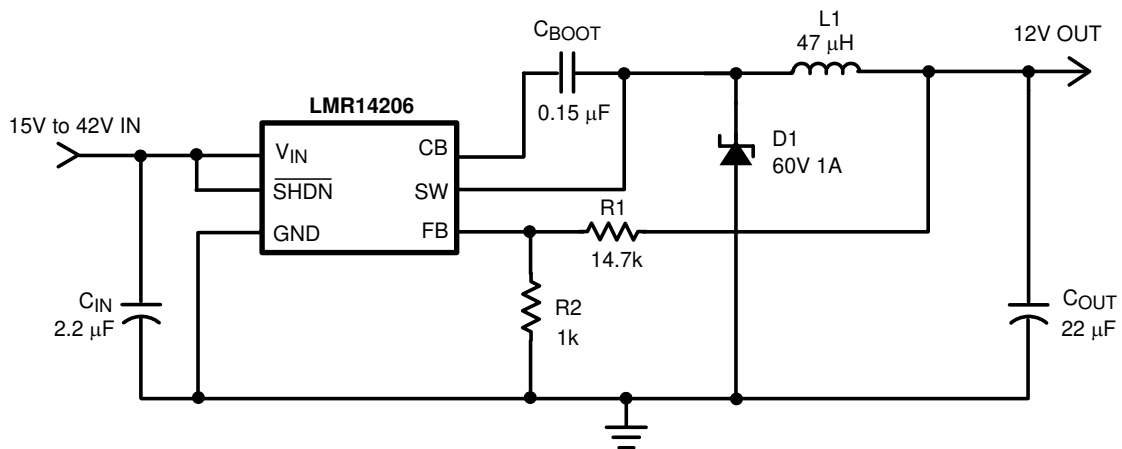 L1
47 µH
12V OUT
CBOOT
0.15 µF
LMR14206
15V to 42V IN
VIN
CB
SHDN
SW
GND
FB
D1
60V 1A
R1
14.7k
CIN
2.2 µF
R2
1k
COUT
22 µF